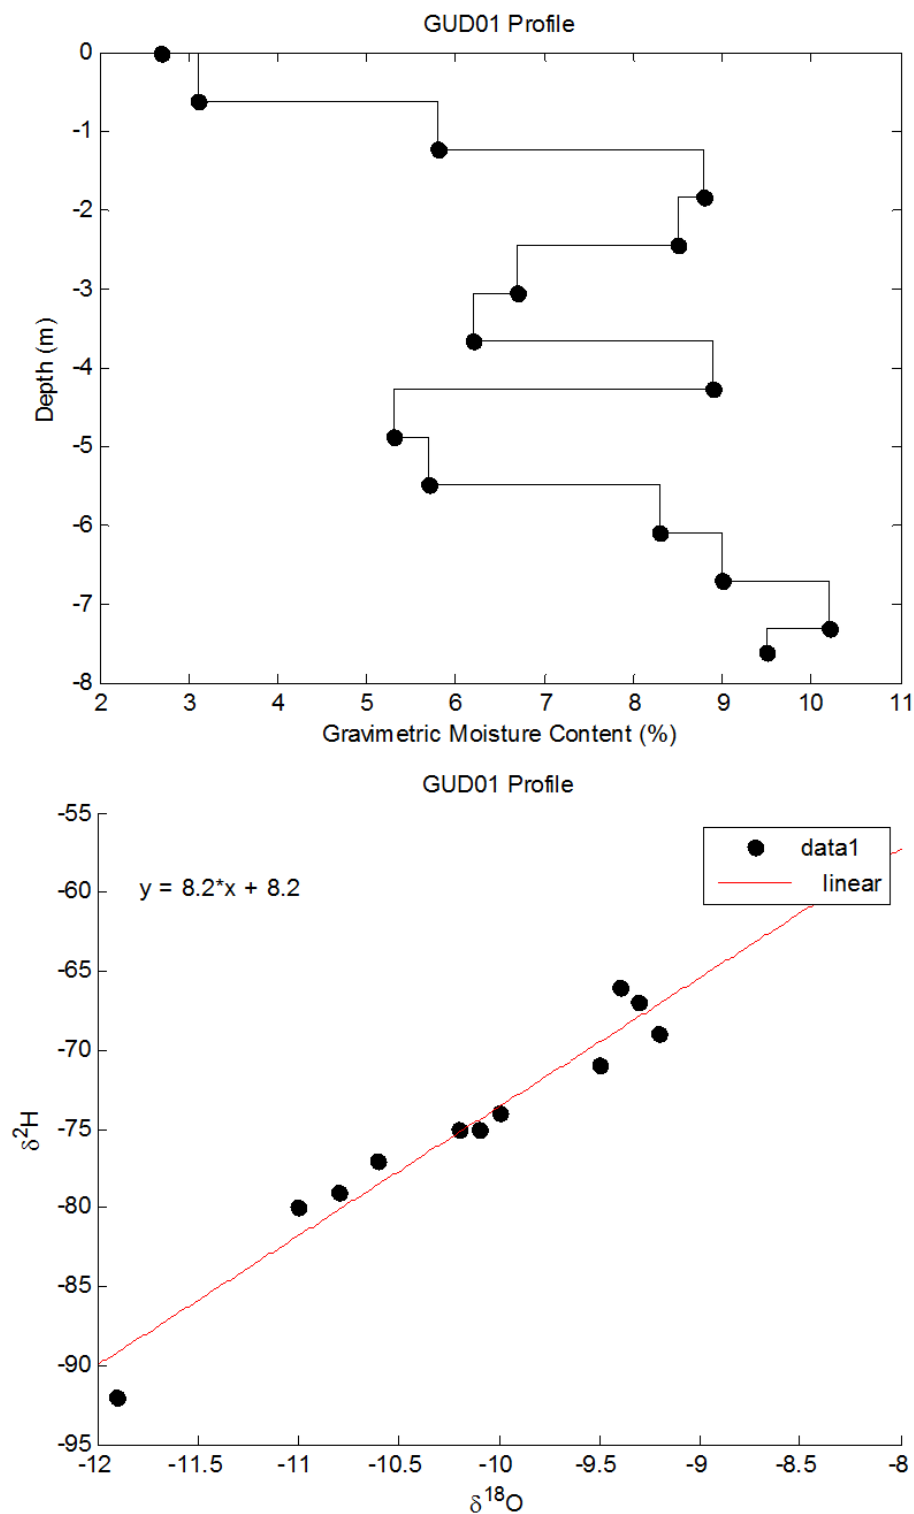 GUD01 Profile
0
-1
-2
-3
-4
-5
-6
-7
-8
Depth (m)
2 3 4 5 6 7 8 9 10 11
Gravimetric Moisture Content (%)
GUD01 Profile
-55
-60
-65
-70
-75
-80
-85
-90
-95
δ²H
y = 8.2*x + 8.2
data1
linear
-12 -11.5 -11 -10.5 -10 -9.5 -9 -8.5 -8
δ¹⁸O